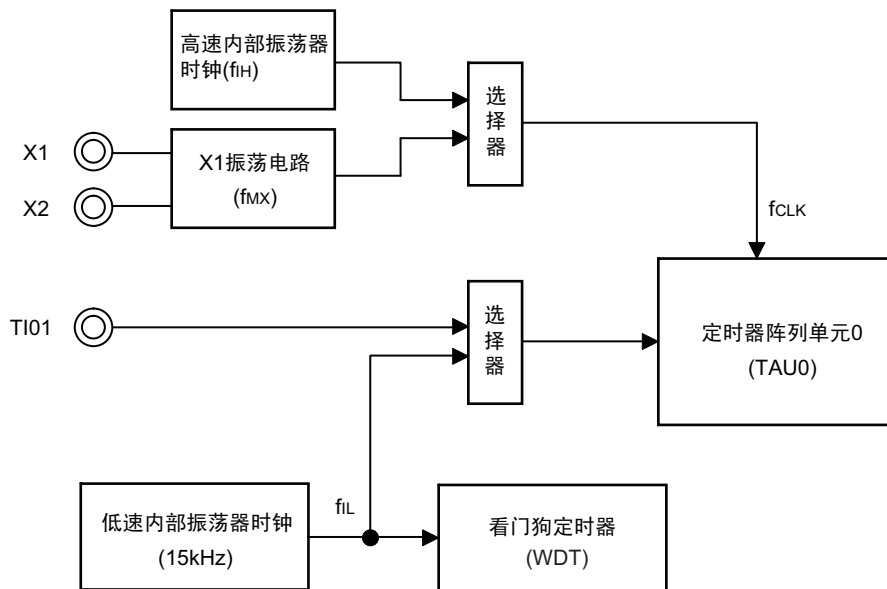 高速内部振荡器
时钟(fIH)
选择器
X1
X1振荡电路
(fMX)
X2
fCLK
TI01
选择器
定时器阵列单元0
(TAU0)
fIL
低速内部振荡器时钟
(15kHz)
看门狗定时器
(WDT)